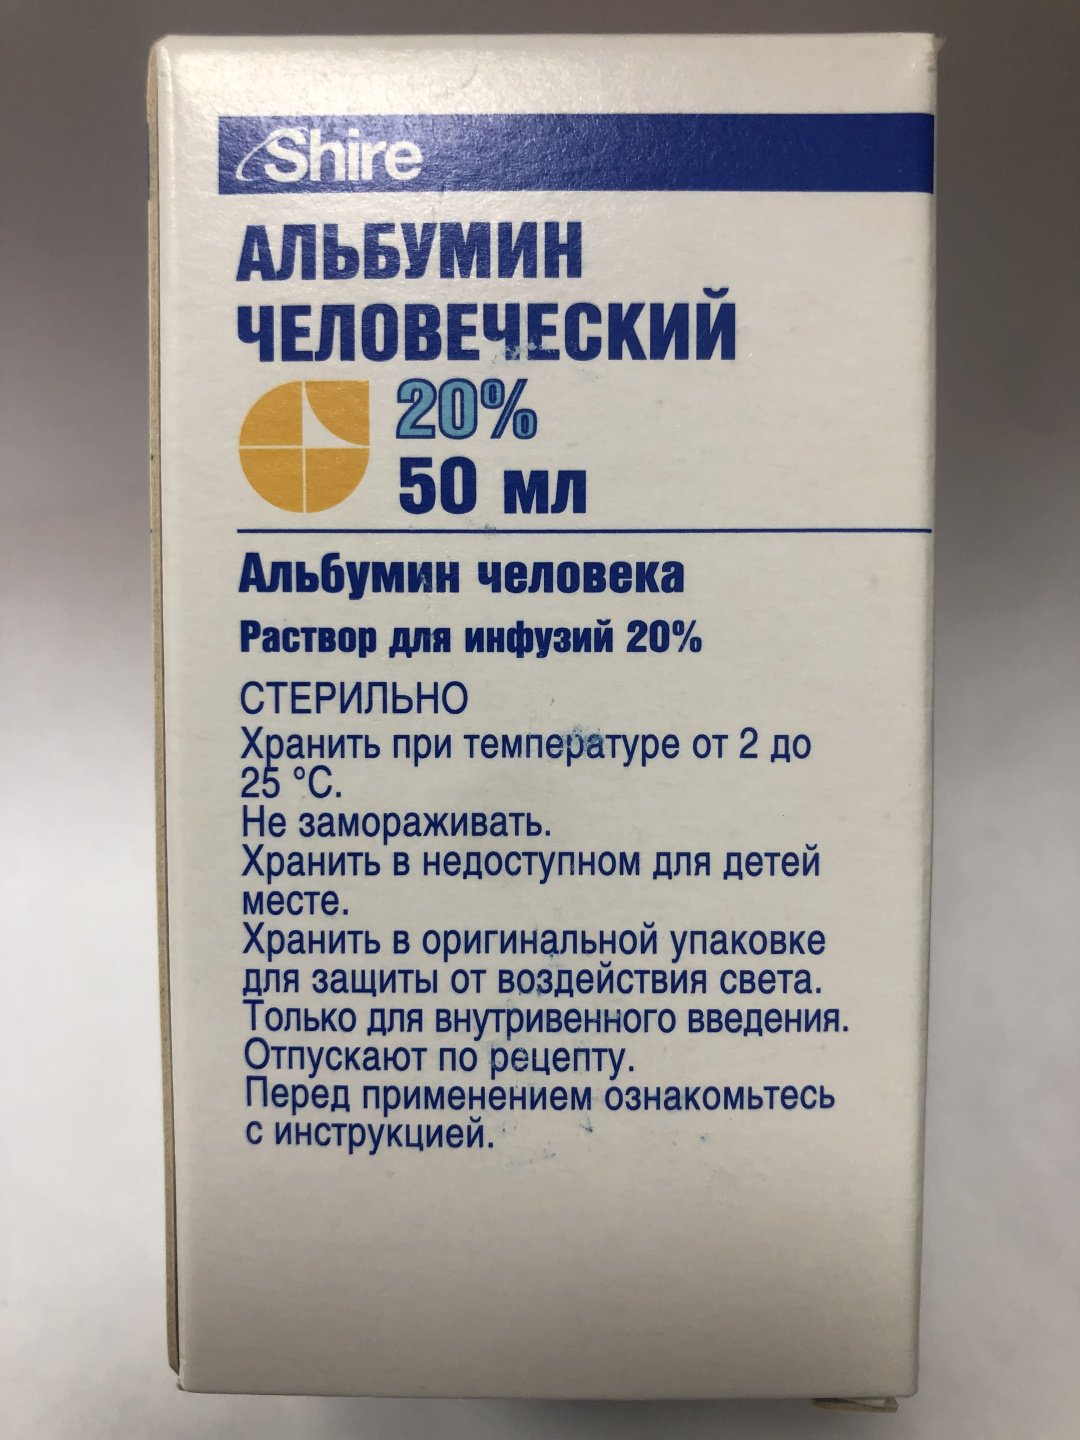 Shire
АЛЬБУМИН
ЧЕЛОВЕЧЕСКИЙ
20%
50 мл
Альбумин человека
Раствор для инфузий 20%
СТЕРИЛЬНО
Хранить при температуре от 2 до
25 °C.
Не замораживать.
Хранить в недоступном для детей
месте.
Хранить в оригинальной упаковке
для защиты от воздействия света.
Только для внутривенного введения.
Отпускают по рецепту.
Перед применением ознакомьтесь
с инструкцией.